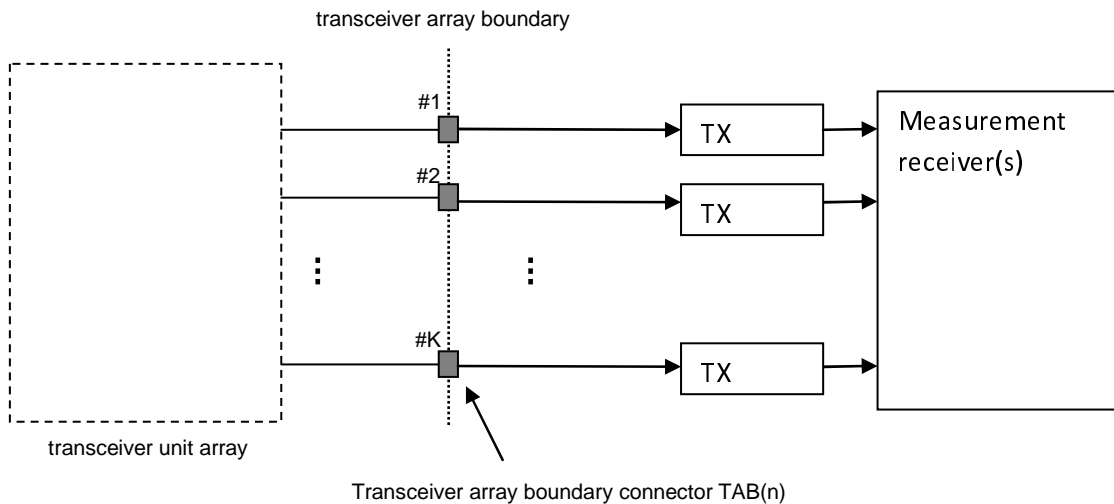 transceiver array boundary
#1
TX
Measurement
receiver(s)
#2
TX
#K
TX
transceiver unit array
Transceiver array boundary connector TAB(n)